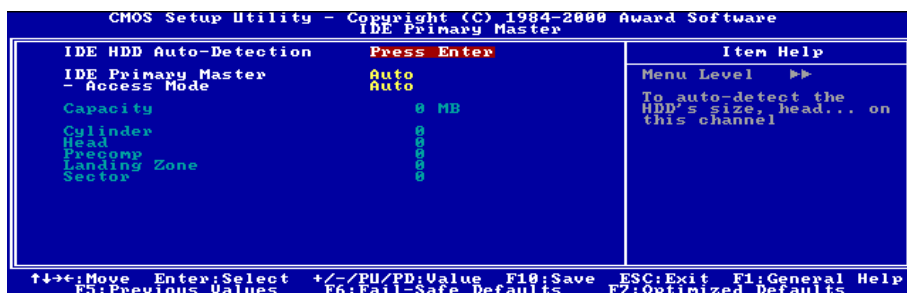 CMOS Setup Utility – Copyright (C) 1984-2000 Award Software
IDE Primary Master
IDE HDD Auto-Detection Press Enter
IDE Primary Master Auto
- Access Mode Auto
Capacity 0 MB
Cylinder 0
Head 0
Precomp 0
Landing Zone 0
Sector 0
Item Help
Menu Level ►►
To auto-detect the
HDD's size, head... on
this channel
↑↓→←:Move Enter:Select +/-/PU/PD:Value F10:Save ESC:Exit F1:General Help
F5:Previous Values F6:Fail-Safe Defaults F7:Optimized Defaults